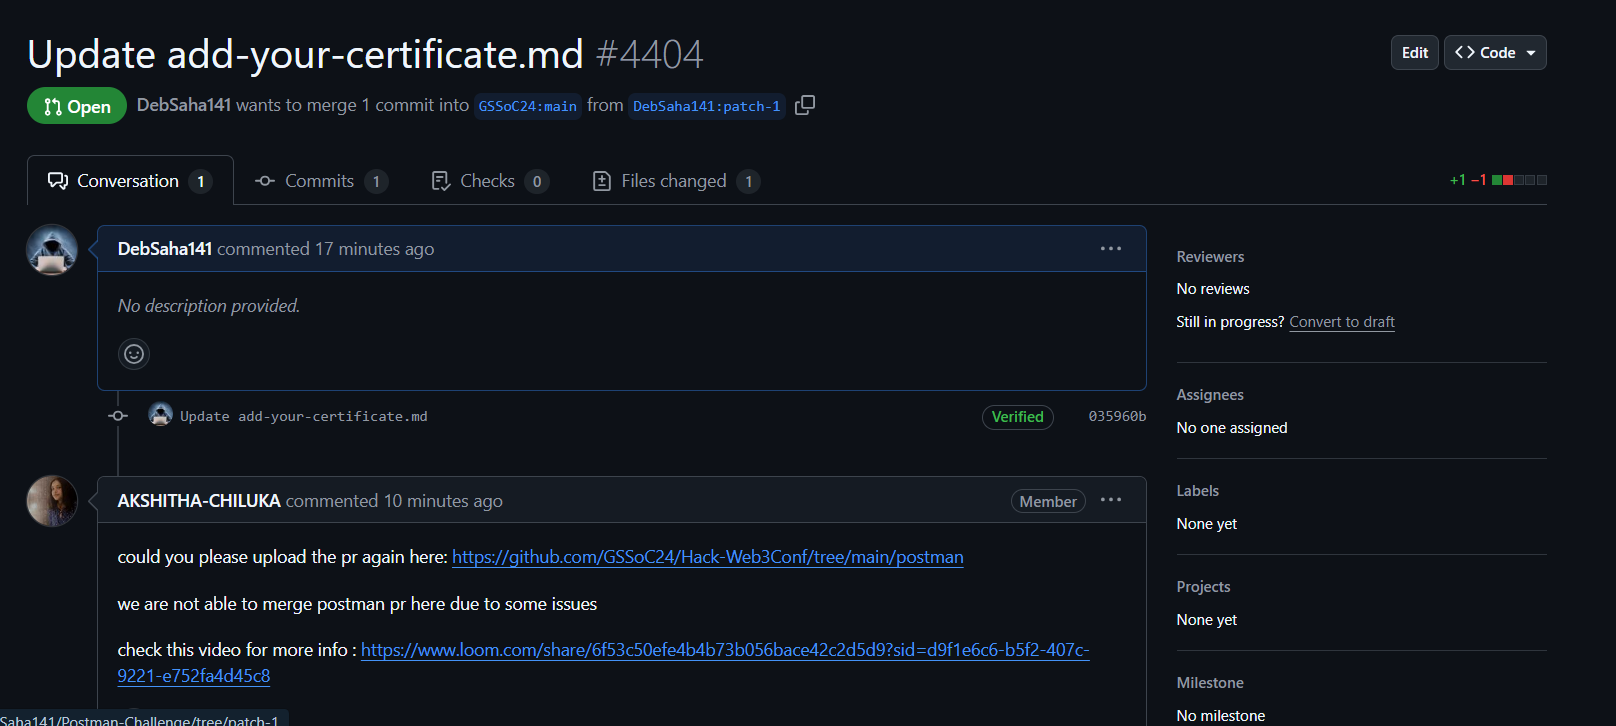 Update add-your-certificate.md #4404
Edit
<> Code
Open
DebSaha141 wants to merge 1 commit into GSSoC24:main from DebSaha141:patch-1
Conversation 1
Commits 1
Checks 0
Files changed 1
+1 −1
DebSaha141 commented 17 minutes ago
No description provided.
Update add-your-certificate.md
Verified
035960b
AKSHITHA-CHILUKA commented 10 minutes ago
Member
could you please upload the pr again here: https://github.com/GSSoC24/Hack-Web3Conf/tree/main/postman
we are not able to merge postman pr here due to some issues
check this video for more info : https://www.loom.com/share/6f53c50efe4b4b73b056bace42c2d5d9?sid=d9f1e6c6-b5f2-407c-
9221-e752fa4d45c8
Reviewers
No reviews
Still in progress? Convert to draft
Assignees
No one assigned
Labels
None yet
Projects
None yet
Milestone
No milestone
Saha141/Postman-Challenge/tree/patch-1